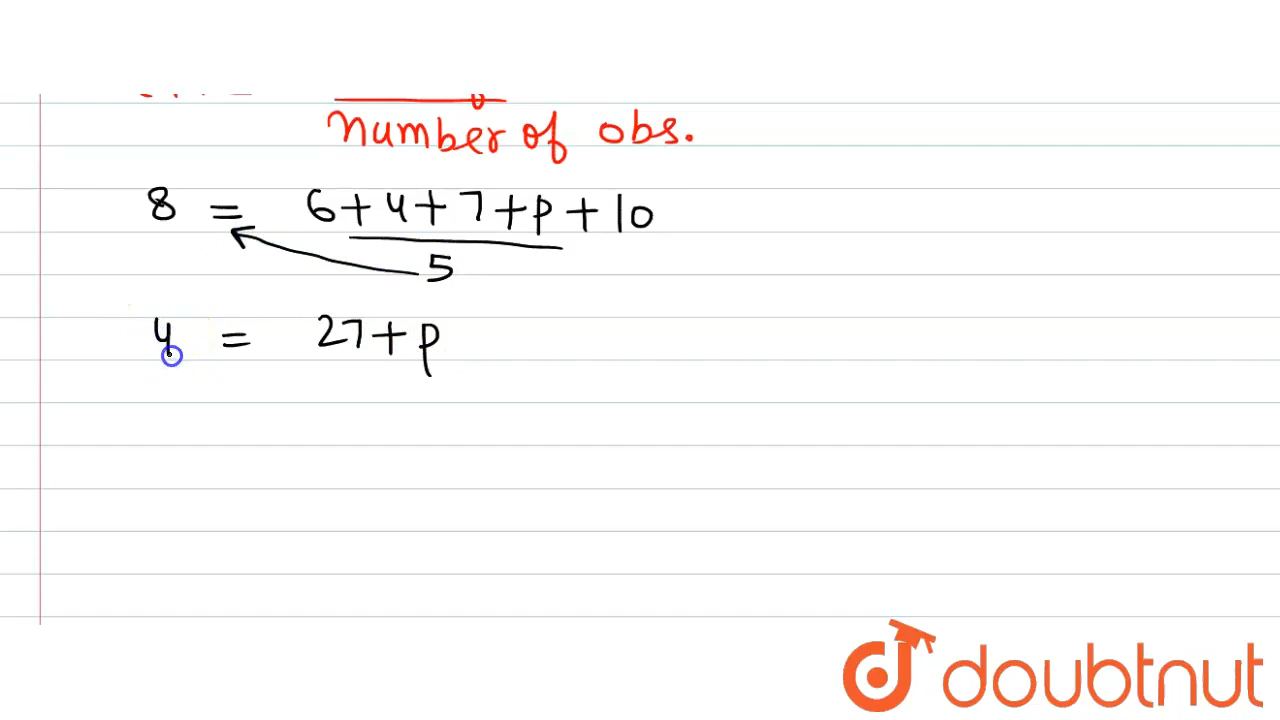 number of obs.
8 = 6+4+7+p+10
5
4 = 27+p
doubtnut